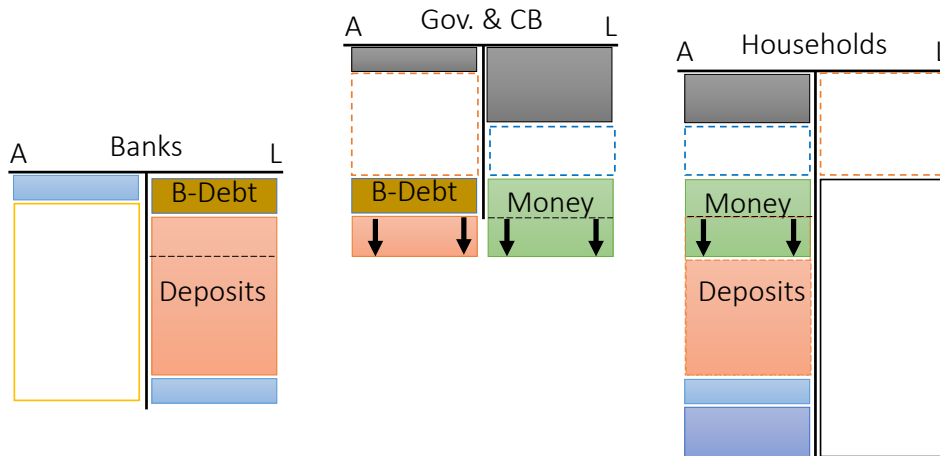 Gov. & CB
A L
Households
A L
Banks
A L
B-Debt
Deposits
B-Debt
Money
Money
Deposits